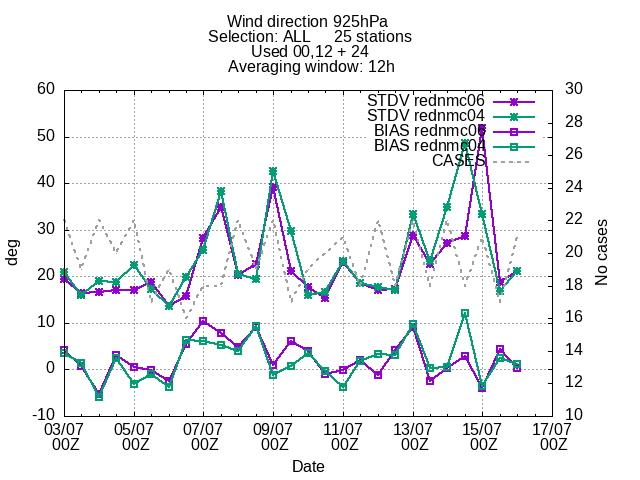 Wind direction 925hPa
Selection: ALL 25 stations
Used 00,12 + 24
Averaging window: 12h
STDV rednmc06
STDV rednmc04
BIAS rednmc06
BIAS rednmc04
CASES
60
50
40
30
20
10
0
-10
deg
30
28
26
24
22
20
18
16
14
12
10
No cases
03/07 05/07 07/07 09/07 11/07 13/07 15/07 17/07
00Z 00Z 00Z 00Z 00Z 00Z 00Z 00Z
Date